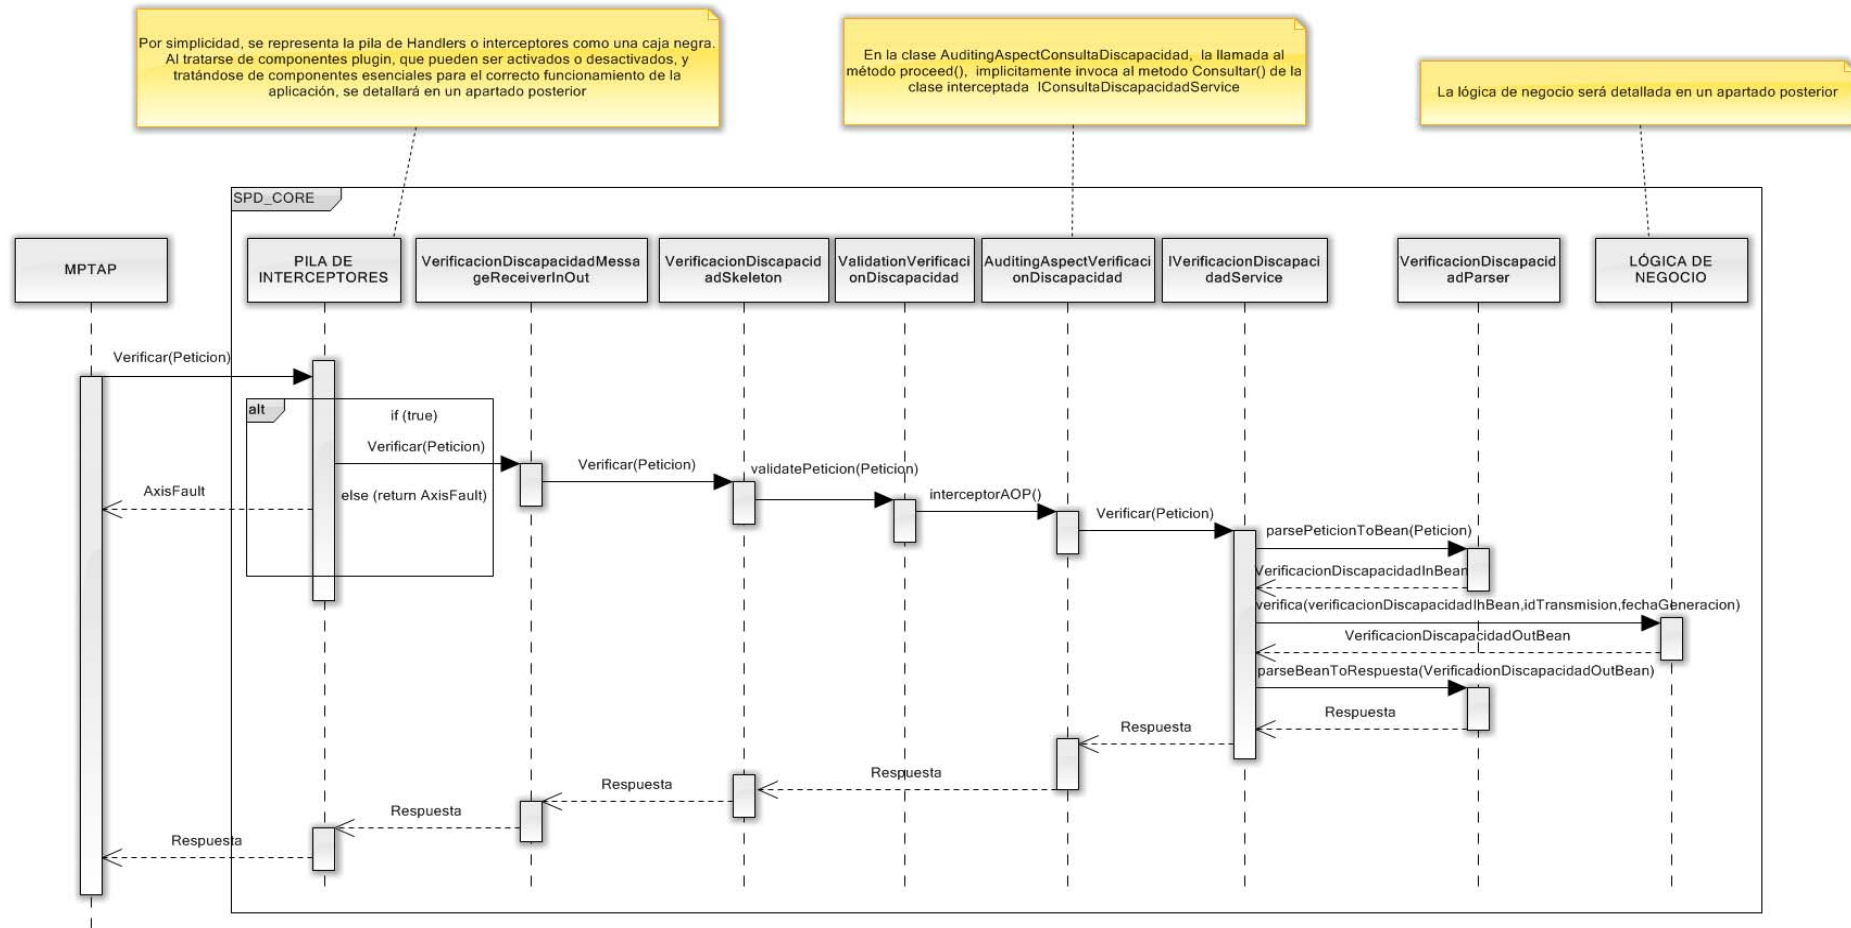 Por simplicidad, se representa la pila de Handlers o interceptores como una caja negra.
Al tratarse de componentes plugin, que pueden ser activados o desactivados, y
tratándose de componentes esenciales para el correcto funcionamiento de la
aplicación, se detallará en un apartado posterior
En la clase AuditingAspectConsultaDiscapacidad, la llamada al
método proceed(), implicitamente invoca al metodo Consultar() de la
clase interceptada IConsultaDiscapacidadService
La lógica de negocio será detallada en un apartado posterior
SPD_CORE
MPTAP
PILA DE
INTERCEPTORES
VerificacionDiscapacidadMessa
geReceiverInOut
VerificacionDiscapacid
adSkeleton
ValidationVerificaci
onDiscapacidad
AuditingAspectVerificaci
onDiscapacidad
IVerificacionDiscapaci
dadService
VerificacionDiscapacid
adParser
LÓGICA DE
NEGOCIO
Verificar(Peticion)
alt
if (true)
Verificar(Peticion)
Verificar(Peticion)
validatePeticion(Peticion)
AxisFault
else (return AxisFault)
interceptorAOP()
Verificar(Peticion)
parsePeticionToBean(Peticion)
VerificacionDiscapacidadInBean
verifica(verificacionDiscapacidadInBean,idTransmision,fechaGeneracion)
VerificacionDiscapacidadOutBean
parseBeanToRespuesta(VerificacionDiscapacidadOutBean)
Respuesta
Respuesta
Respuesta
Respuesta
Respuesta
Respuesta